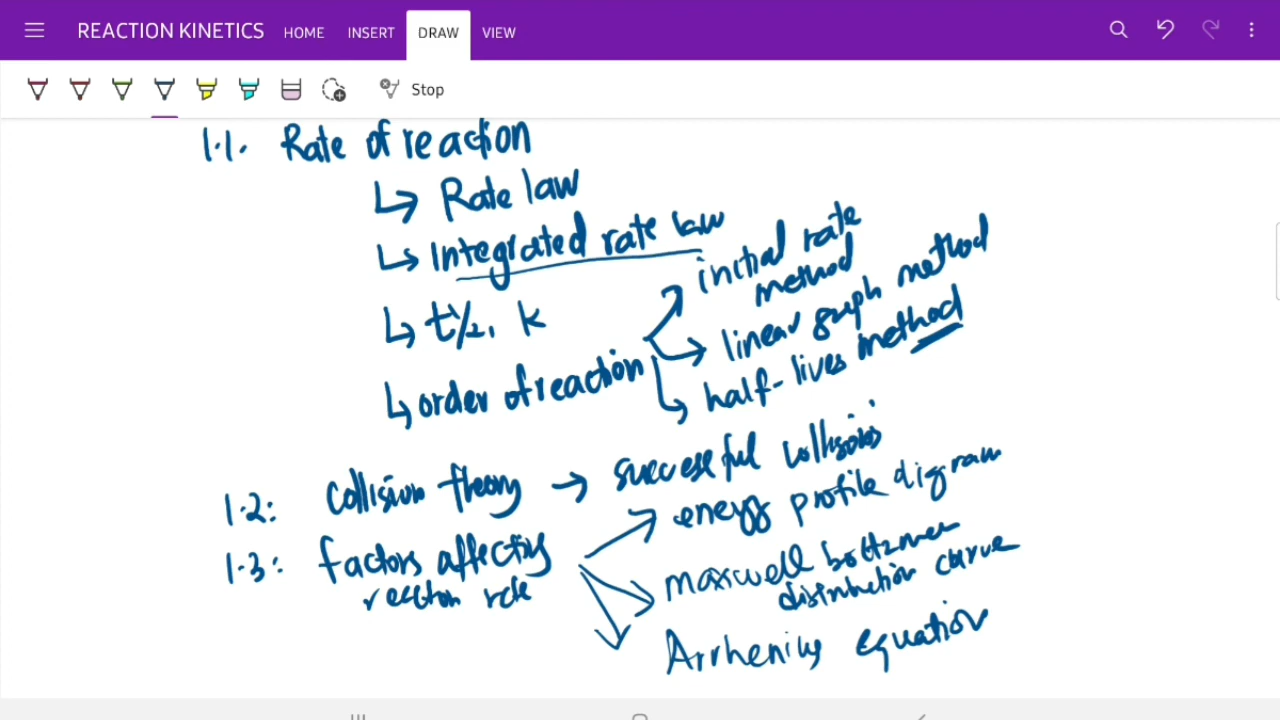 REACTION KINETICS HOME INSERT DRAW VIEW
Stop
1.1. Rate of reaction
↳ Rate law
↳ Integrated rate law
↳ t½, k
↳ order of reaction
→ initial rate
method
→ linear graph method
↳ half-lives method
1.2: Collision theory → successful collisions
1.3: factors affecting
reaction rate
energy profile digram
maxwell boltzman
distribution curve
Arrhenius equation